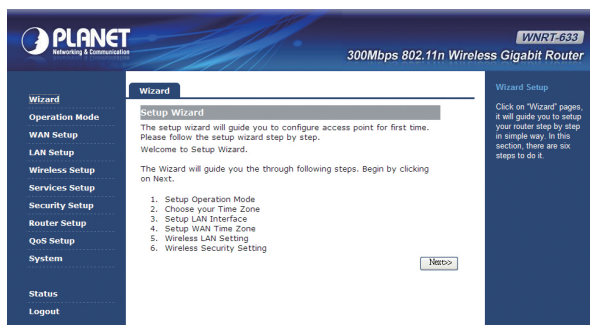 PLANET
Networking & Communication
WNRT-633
300Mbps 802.11n Wireless Gigabit Router
Wizard
Operation Mode
WAN Setup
LAN Setup
Wireless Setup
Services Setup
Security Setup
Router Setup
QoS Setup
System
Status
Logout
Wizard
Setup Wizard
The setup wizard will guide you to configure access point for first time.
Please follow the setup wizard step by step.
Welcome to Setup Wizard.
The Wizard will guide you the through following steps. Begin by clicking
on Next.
1. Setup Operation Mode
2. Choose your Time Zone
3. Setup LAN Interface
4. Setup WAN Time Zone
5. Wireless LAN Setting
6. Wireless Security Setting
Next>>
Wizard Setup
Click on "Wizard" pages,
it will guide you to setup
your router step by step
in simple way. In this
section, there are six
steps to do it.